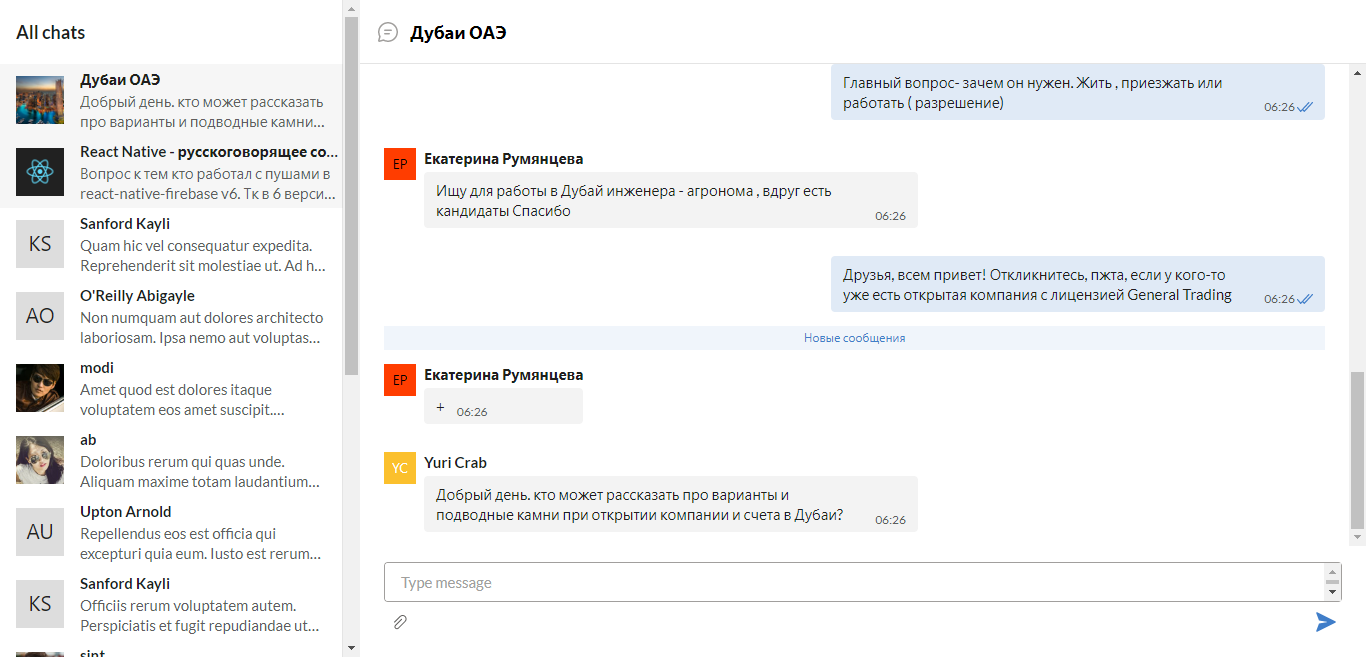 All chats
Дубаи ОАЭ
Добрый день. кто может рассказать
про варианты и подводные камни...
React Native - русскоговорящее со...
Вопрос к тем кто работал с пушами в
react-native-firebase v6. Тк в 6 верси...
KS
Sanford Kayli
Quam hic vel consequatur expedita.
Reprehenderit sit molestiae ut. Ad h...
AO
O'Reilly Abigayle
Non numquam aut dolores architecto
laboriosam. Ipsa nemo aut voluptas...
modi
Amet quod est dolores itaque
voluptatem eos amet suscipit....
ab
Doloribus rerum qui quas unde.
Aliquam maxime totam laudantium...
AU
Upton Arnold
Repellendus eos est officia qui
excepturi quia eum. Iusto est rerum...
KS
Sanford Kayli
Officiis rerum voluptatem autem.
Perspiciatis et fugit repudiandae ut...
sint
Дубаи ОАЭ
Главный вопрос- зачем он нужен. Жить , приезжать или
работать ( разрешение)
06:26
EP
Екатерина Румянцева
Ищу для работы в Дубай инженера - агронома , вдруг есть
кандидаты Спасибо
06:26
Друзья, всем привет! Откликнитесь, пжта, если у кого-то
уже есть открытая компания с лицензией General Trading
06:26
Новые сообщения
EP
Екатерина Румянцева
+ 06:26
YC
Yuri Crab
Добрый день. кто может рассказать про варианты и
подводные камни при открытии компании и счета в Дубаи?
06:26
Type message